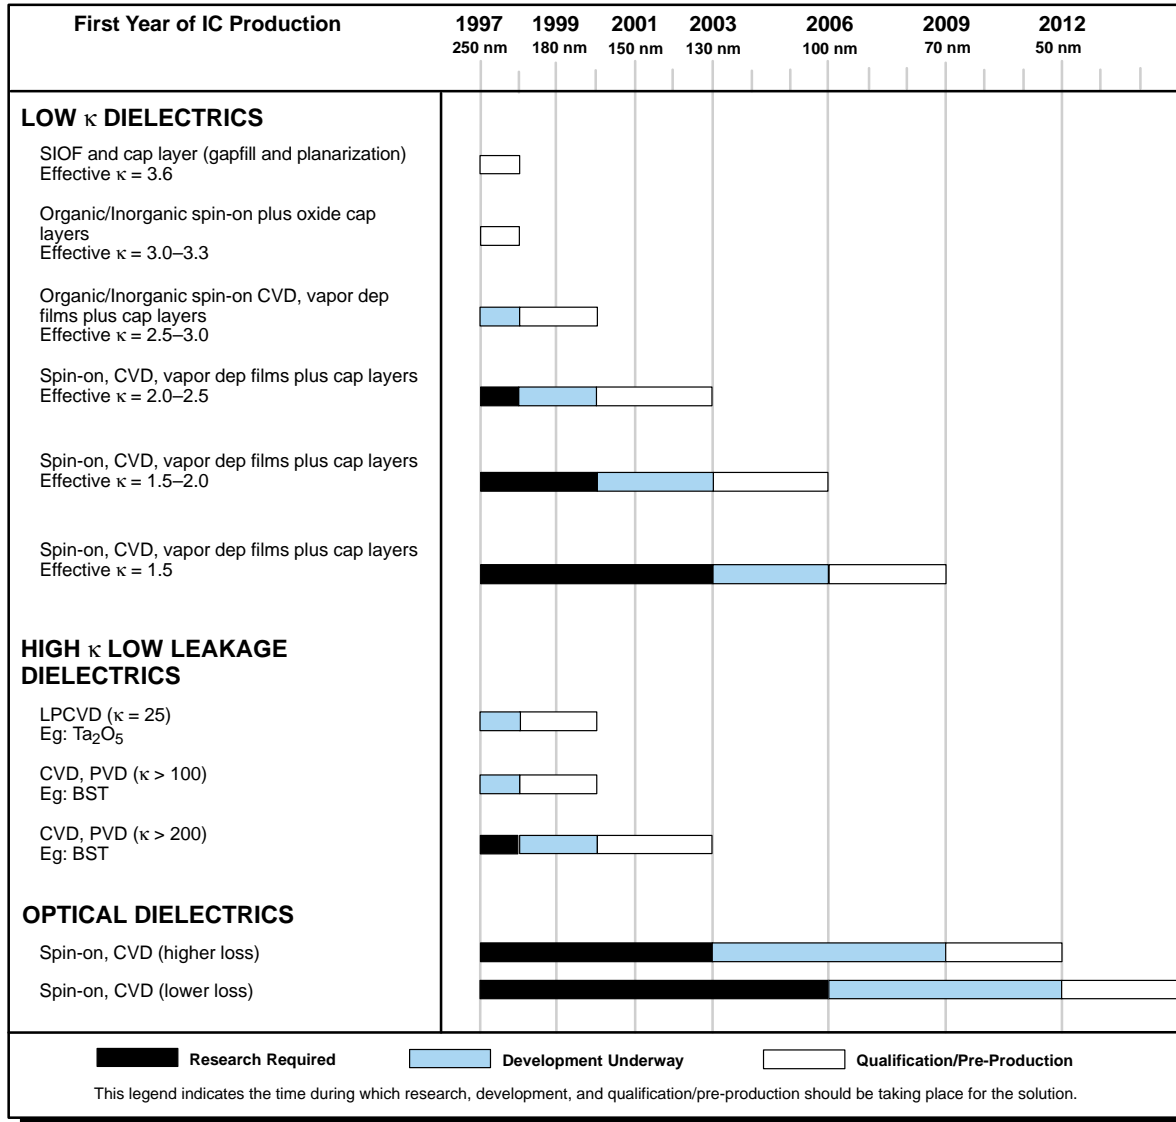 First Year of IC Production 1997 1999 2001 2003 2006 2009 2012
250 nm 180 nm 150 nm 130 nm 100 nm 70 nm 50 nm
LOW κ DIELECTRICS
SIOF and cap layer (gapfill and planarization)
Effective κ = 3.6
Organic/Inorganic spin-on plus oxide cap
layers
Effective κ = 3.0–3.3
Organic/Inorganic spin-on CVD, vapor dep
films plus cap layers
Effective κ = 2.5–3.0
Spin-on, CVD, vapor dep films plus cap layers
Effective κ = 2.0–2.5
Spin-on, CVD, vapor dep films plus cap layers
Effective κ = 1.5–2.0
Spin-on, CVD, vapor dep films plus cap layers
Effective κ = 1.5
HIGH κ LOW LEAKAGE
DIELECTRICS
LPCVD (κ = 25)
Eg: Ta₂O₅
CVD, PVD (κ > 100)
Eg: BST
CVD, PVD (κ > 200)
Eg: BST
OPTICAL DIELECTRICS
Spin-on, CVD (higher loss)
Spin-on, CVD (lower loss)
Research Required Development Underway Qualification/Pre-Production
This legend indicates the time during which research, development, and qualification/pre-production should be taking place for the solution.